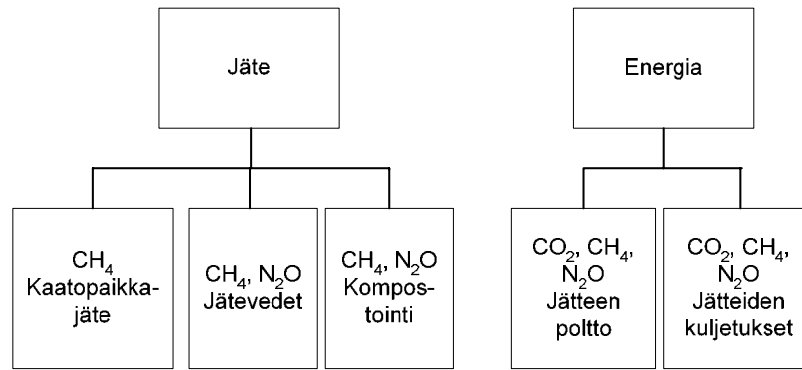 Jäte
Energia
CH₄
Kaatopaikka-
jäte
CH₄, N₂O
Jätevedet
CH₄, N₂O
Kompos-
tointi
CO₂, CH₄,
N₂O
Jätteen
poltto
CO₂, CH₄,
N₂O
Jätteiden
kuljetukset